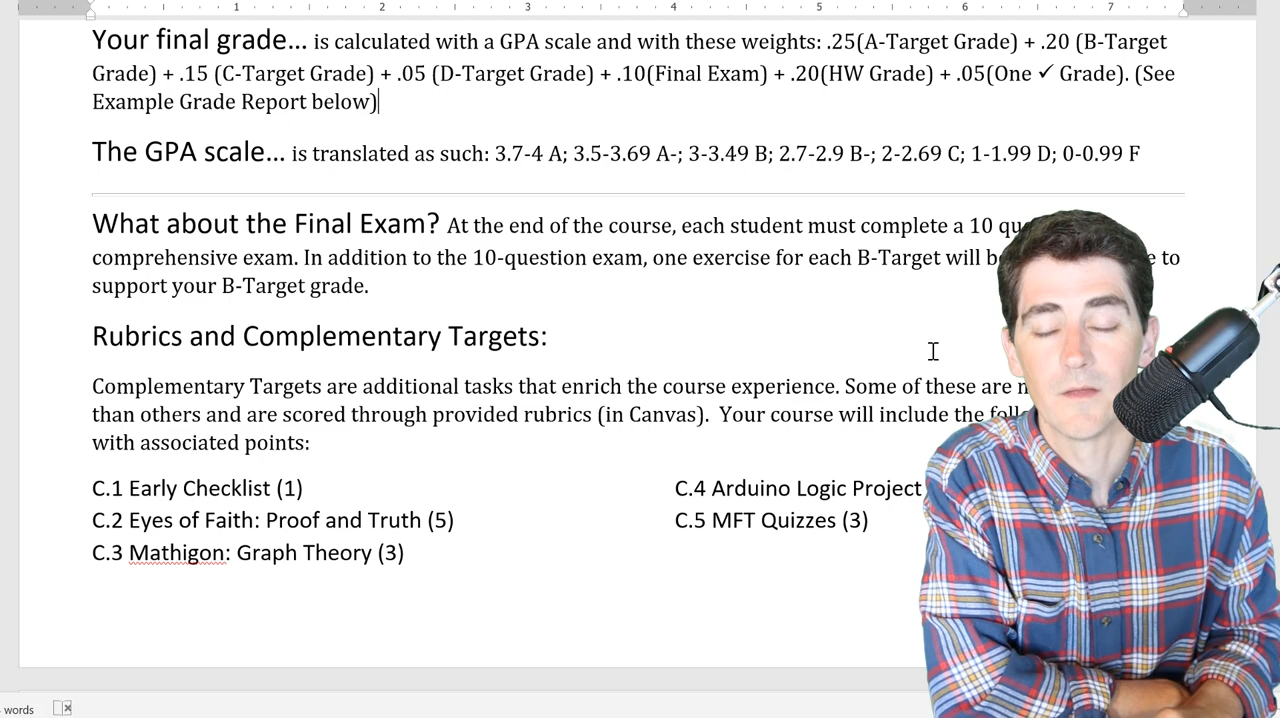 1 2 3 4 5 6 7
Your final grade... is calculated with a GPA scale and with these weights: .25(A-Target Grade) + .20 (B-Target
Grade) + .15 (C-Target Grade) + .05 (D-Target Grade) + .10(Final Exam) + .20(HW Grade) + .05(One ✓ Grade). (See
Example Grade Report below)
The GPA scale... is translated as such: 3.7-4 A; 3.5-3.69 A-; 3-3.49 B; 2.7-2.9 B-; 2-2.69 C; 1-1.99 D; 0-0.99 F
What about the Final Exam? At the end of the course, each student must complete a 10
comprehensive exam. In addition to the 10-question exam, one exercise for each B-Target will to
support your B-Target grade.
Rubrics and Complementary Targets:
Complementary Targets are additional tasks that enrich the course experience. Some of these are
than others and are scored through provided rubrics (in Canvas). Your course will include the
with associated points:
C.1 Early Checklist (1)
C.2 Eyes of Faith: Proof and Truth (5)
C.3 Mathigon: Graph Theory (3)
C.4 Arduino Logic Project
C.5 MFT Quizzes (3)
words